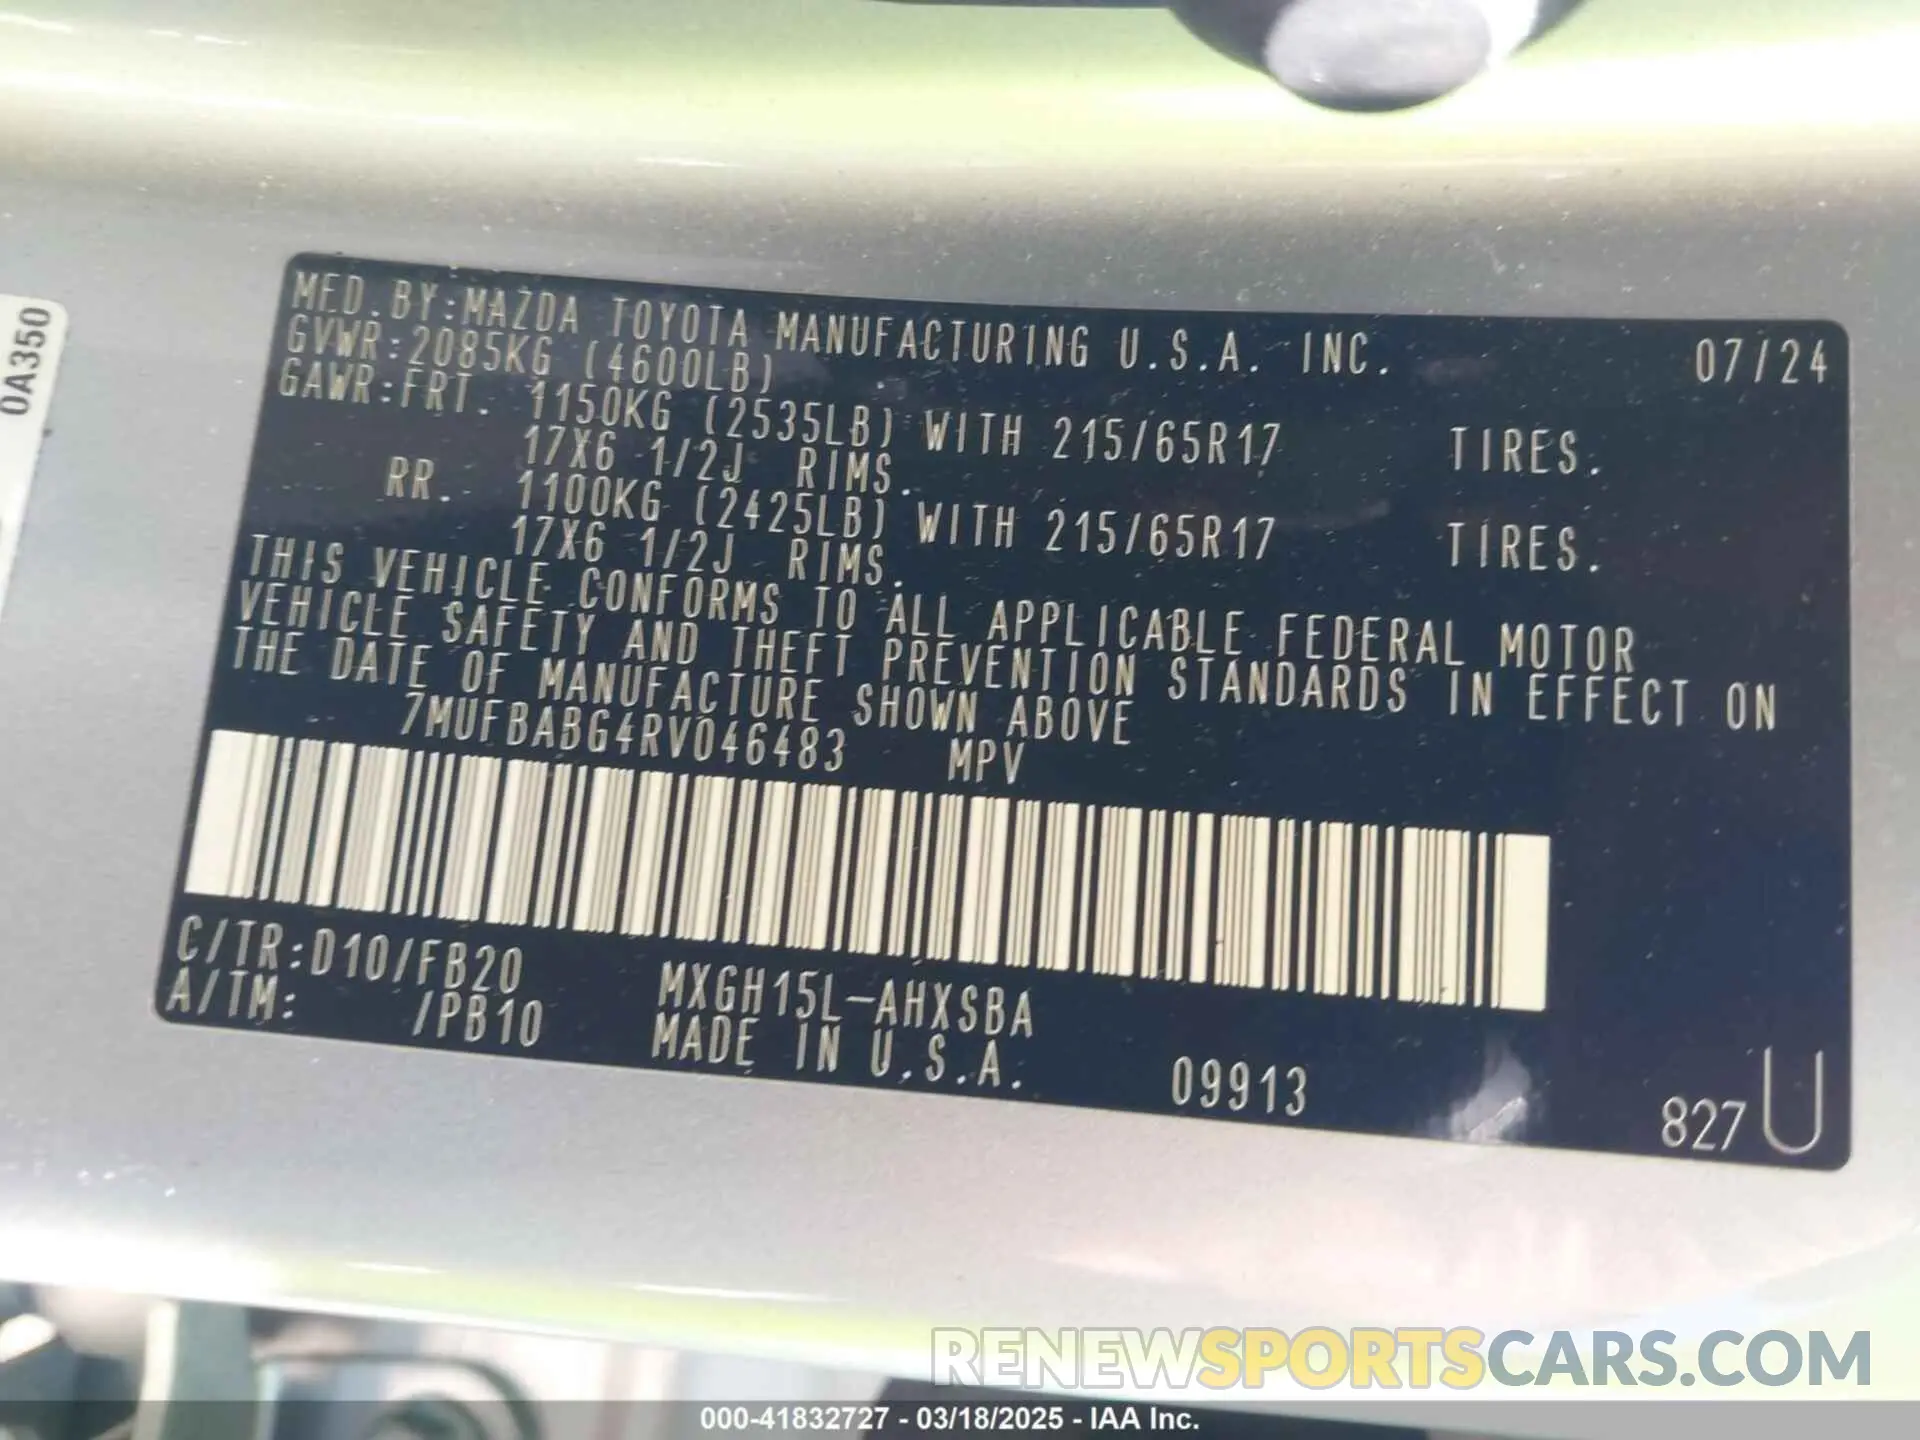 0A350
MFD. BY:MAZDA TOYOTA MANUFACTURING U.S.A. INC. 07/24
GVWR:2085KG (4600LB)
GAWR:FRT. 1150KG (2535LB) WITH 215/65R17 TIRES.
17X6 1/2J RIMS.
RR. 1100KG (2425LB) WITH 215/65R17 TIRES.
17X6 1/2J RIMS.
THIS VEHICLE CONFORMS TO ALL APPLICABLE FEDERAL MOTOR
VEHICLE SAFETY AND THEFT PREVENTION STANDARDS IN EFFECT ON
THE DATE OF MANUFACTURE SHOWN ABOVE
7MUFBABG4RV046483 MPV
C/TR:D10/FB20 MXGH15L-AHXSBA
A/TM: /PB10 MADE IN U.S.A. 09913 827 U
RENEWSPORTSCARS.COM
000-41832727 - 03/18/2025 - IAA Inc.